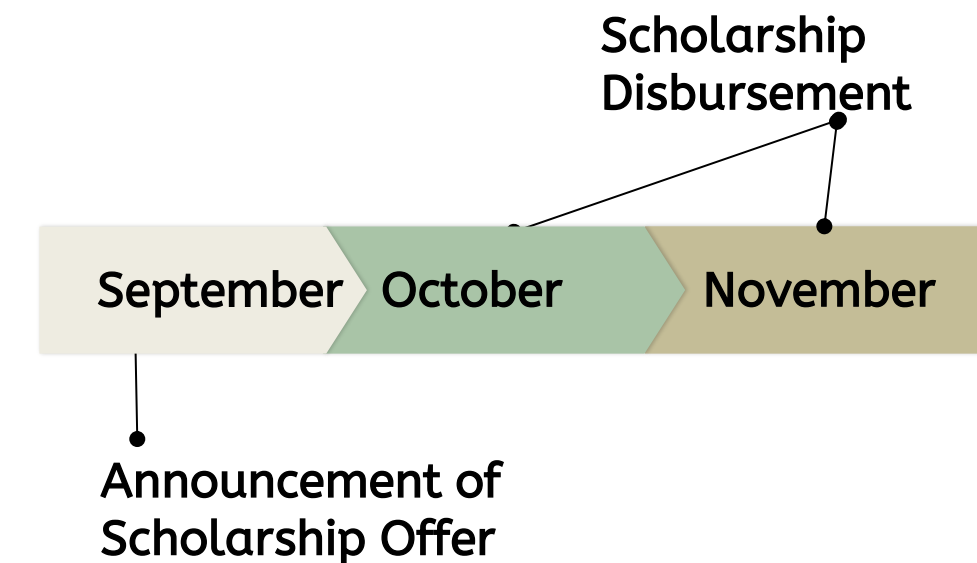 Scholarship
Disbursement
September
October
November
Announcement of
Scholarship Offer